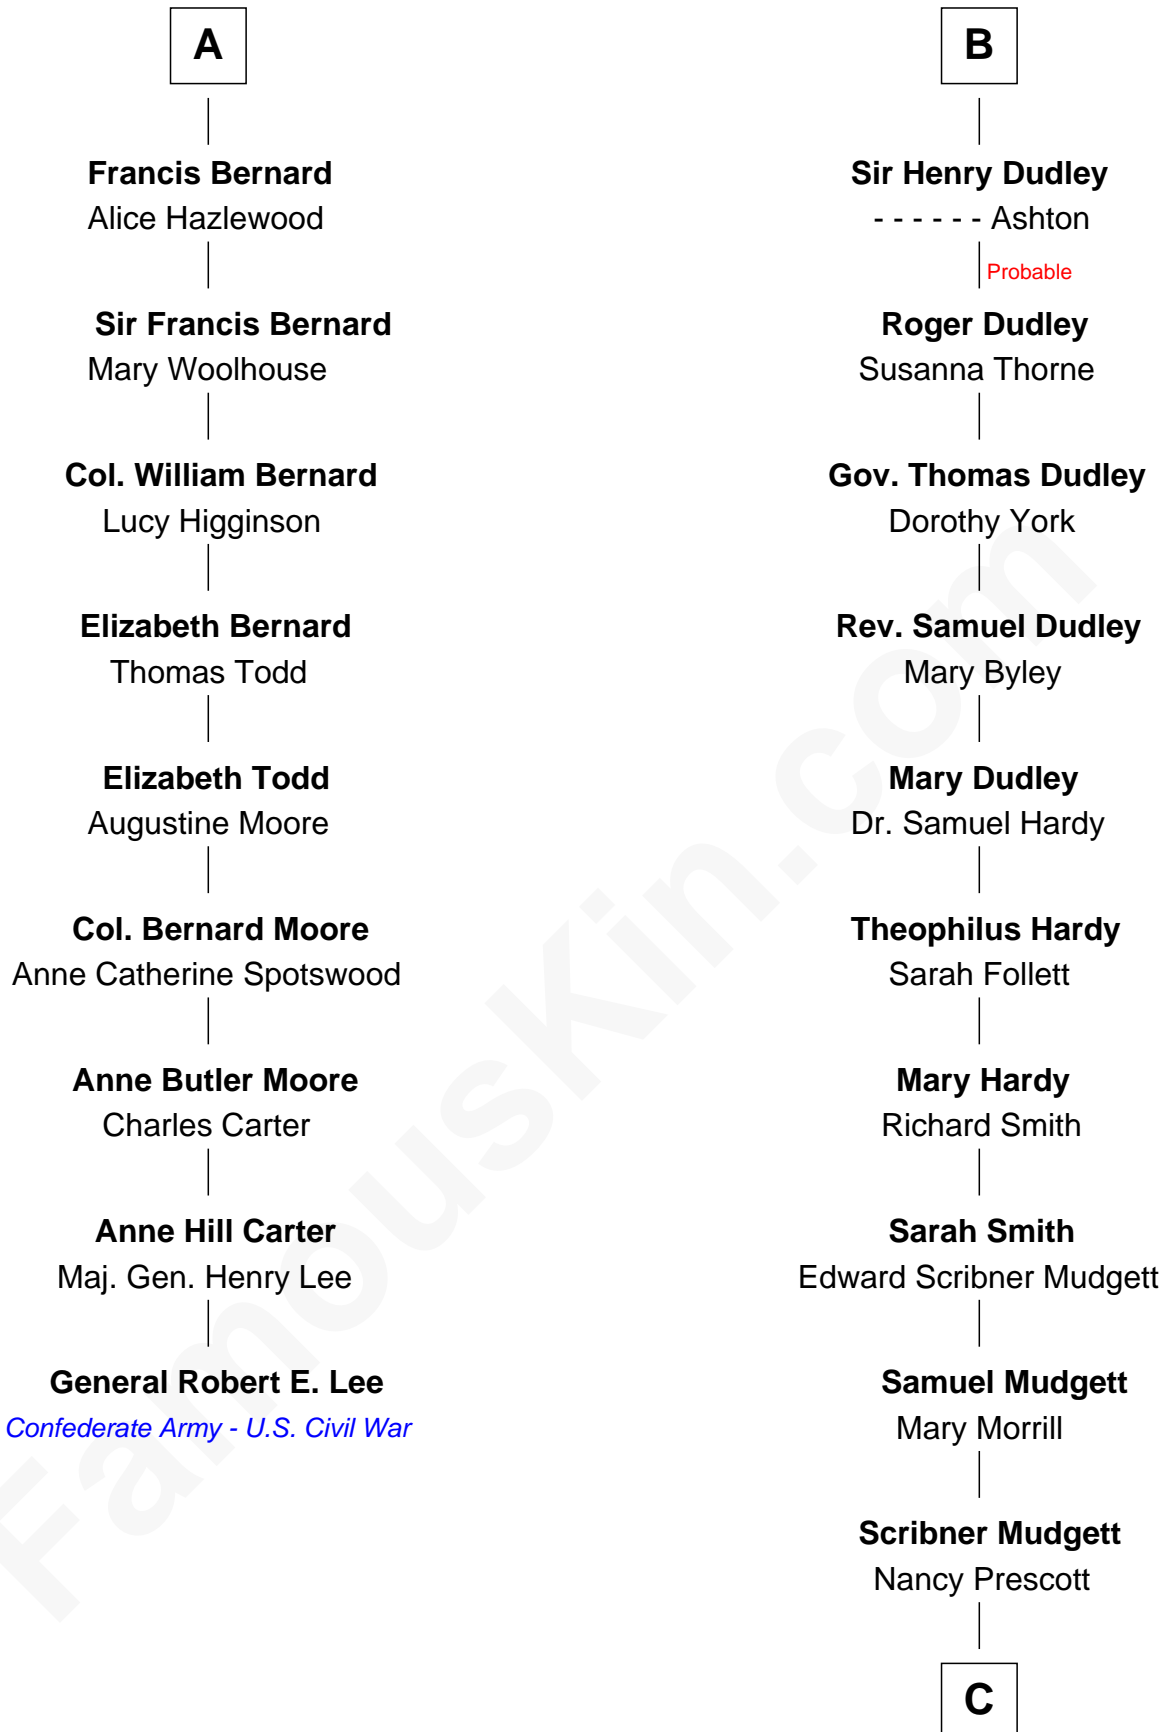 A
Francis Bernard
Alice Hazlewood
Sir Francis Bernard
Mary Woolhouse
Col. William Bernard
Lucy Higginson
Elizabeth Bernard
Thomas Todd
Elizabeth Todd
Augustine Moore
Col. Bernard Moore
Anne Catherine Spotswood
Anne Butler Moore
Charles Carter
Anne Hill Carter
Maj. Gen. Henry Lee
General Robert E. Lee
Confederate Army - U.S. Civil War
B
Sir Henry Dudley
- - - - - - Ashton
Probable
Roger Dudley
Susanna Thorne
Gov. Thomas Dudley
Dorothy York
Rev. Samuel Dudley
Mary Byley
Mary Dudley
Dr. Samuel Hardy
Theophilus Hardy
Sarah Follett
Mary Hardy
Richard Smith
Sarah Smith
Edward Scribner Mudgett
Samuel Mudgett
Mary Morrill
Scribner Mudgett
Nancy Prescott
C
FamousKin.com